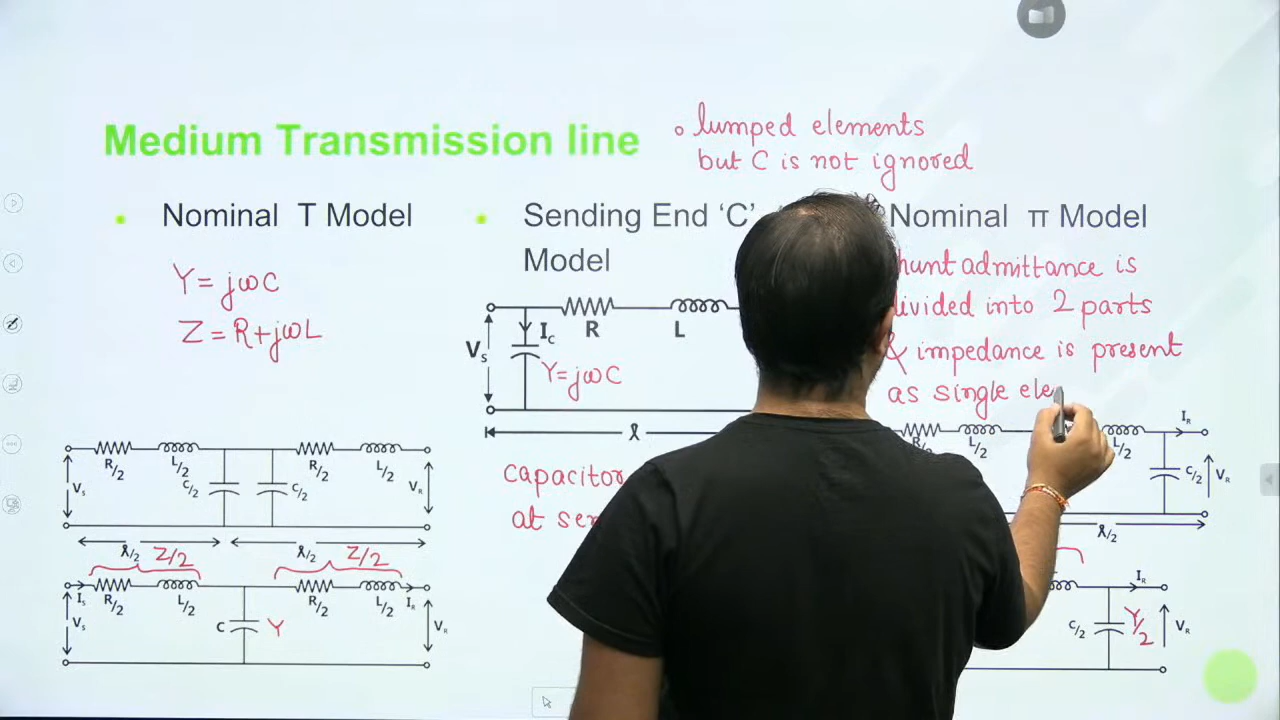 Medium Transmission line
o lumped elements
but C is not ignored
• Nominal T Model
Y = jωC
Z = R+jωL
• Sending End 'C'
Model
Nominal π Model
admittance is
into 2 parts
& impedance is present
as single ele
Vs Ic R L
Y=jωC
l
capacitor
at
R/2 L/2 R/2 L/2
Vs C/2 C/2 VR
l/2 l/2
Z/2 Z/2
Is R/2 L/2 R/2 L/2 IR
Vs C Y VR
L/2 L/2 IR
C/2 VR
l/2
IR
C/2 Y/2 VR